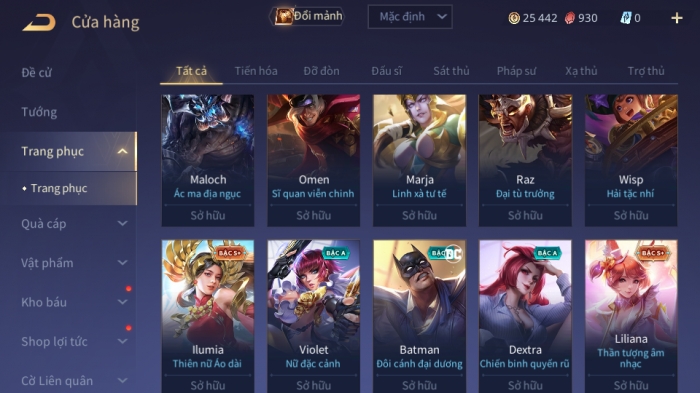 Cửa hàng
Đổi mảnh
Mặc định
25 442
930
0
Đề cử
Tướng
Trang phục
Trang phục
Quà cáp
Vật phẩm
Kho báu
Shop lợi tức
Cờ Liên quân
Tất cả Tiến hóa Đỡ đòn Đấu sĩ Sát thủ Pháp sư Xạ thủ Trợ thủ
Maloch
Ác ma địa ngục
Sở hữu
Omen
Sĩ quan viễn chinh
Sở hữu
Marja
Linh xà tư tế
Sở hữu
Raz
Đại tù trưởng
Sở hữu
Wisp
Hải tặc nhí
Sở hữu
BẬC S+
Ilumia
Thiên nữ Áo dài
Sở hữu
BẬC A
Violet
Nữ đặc cảnh
Sở hữu
DC
Batman
Đôi cánh đại dương
Sở hữu
BẬC A
Dextra
Chiến binh quyến rũ
Sở hữu
BẬC S+
Liliana
Thần tượng âm
nhạc
Sở hữu